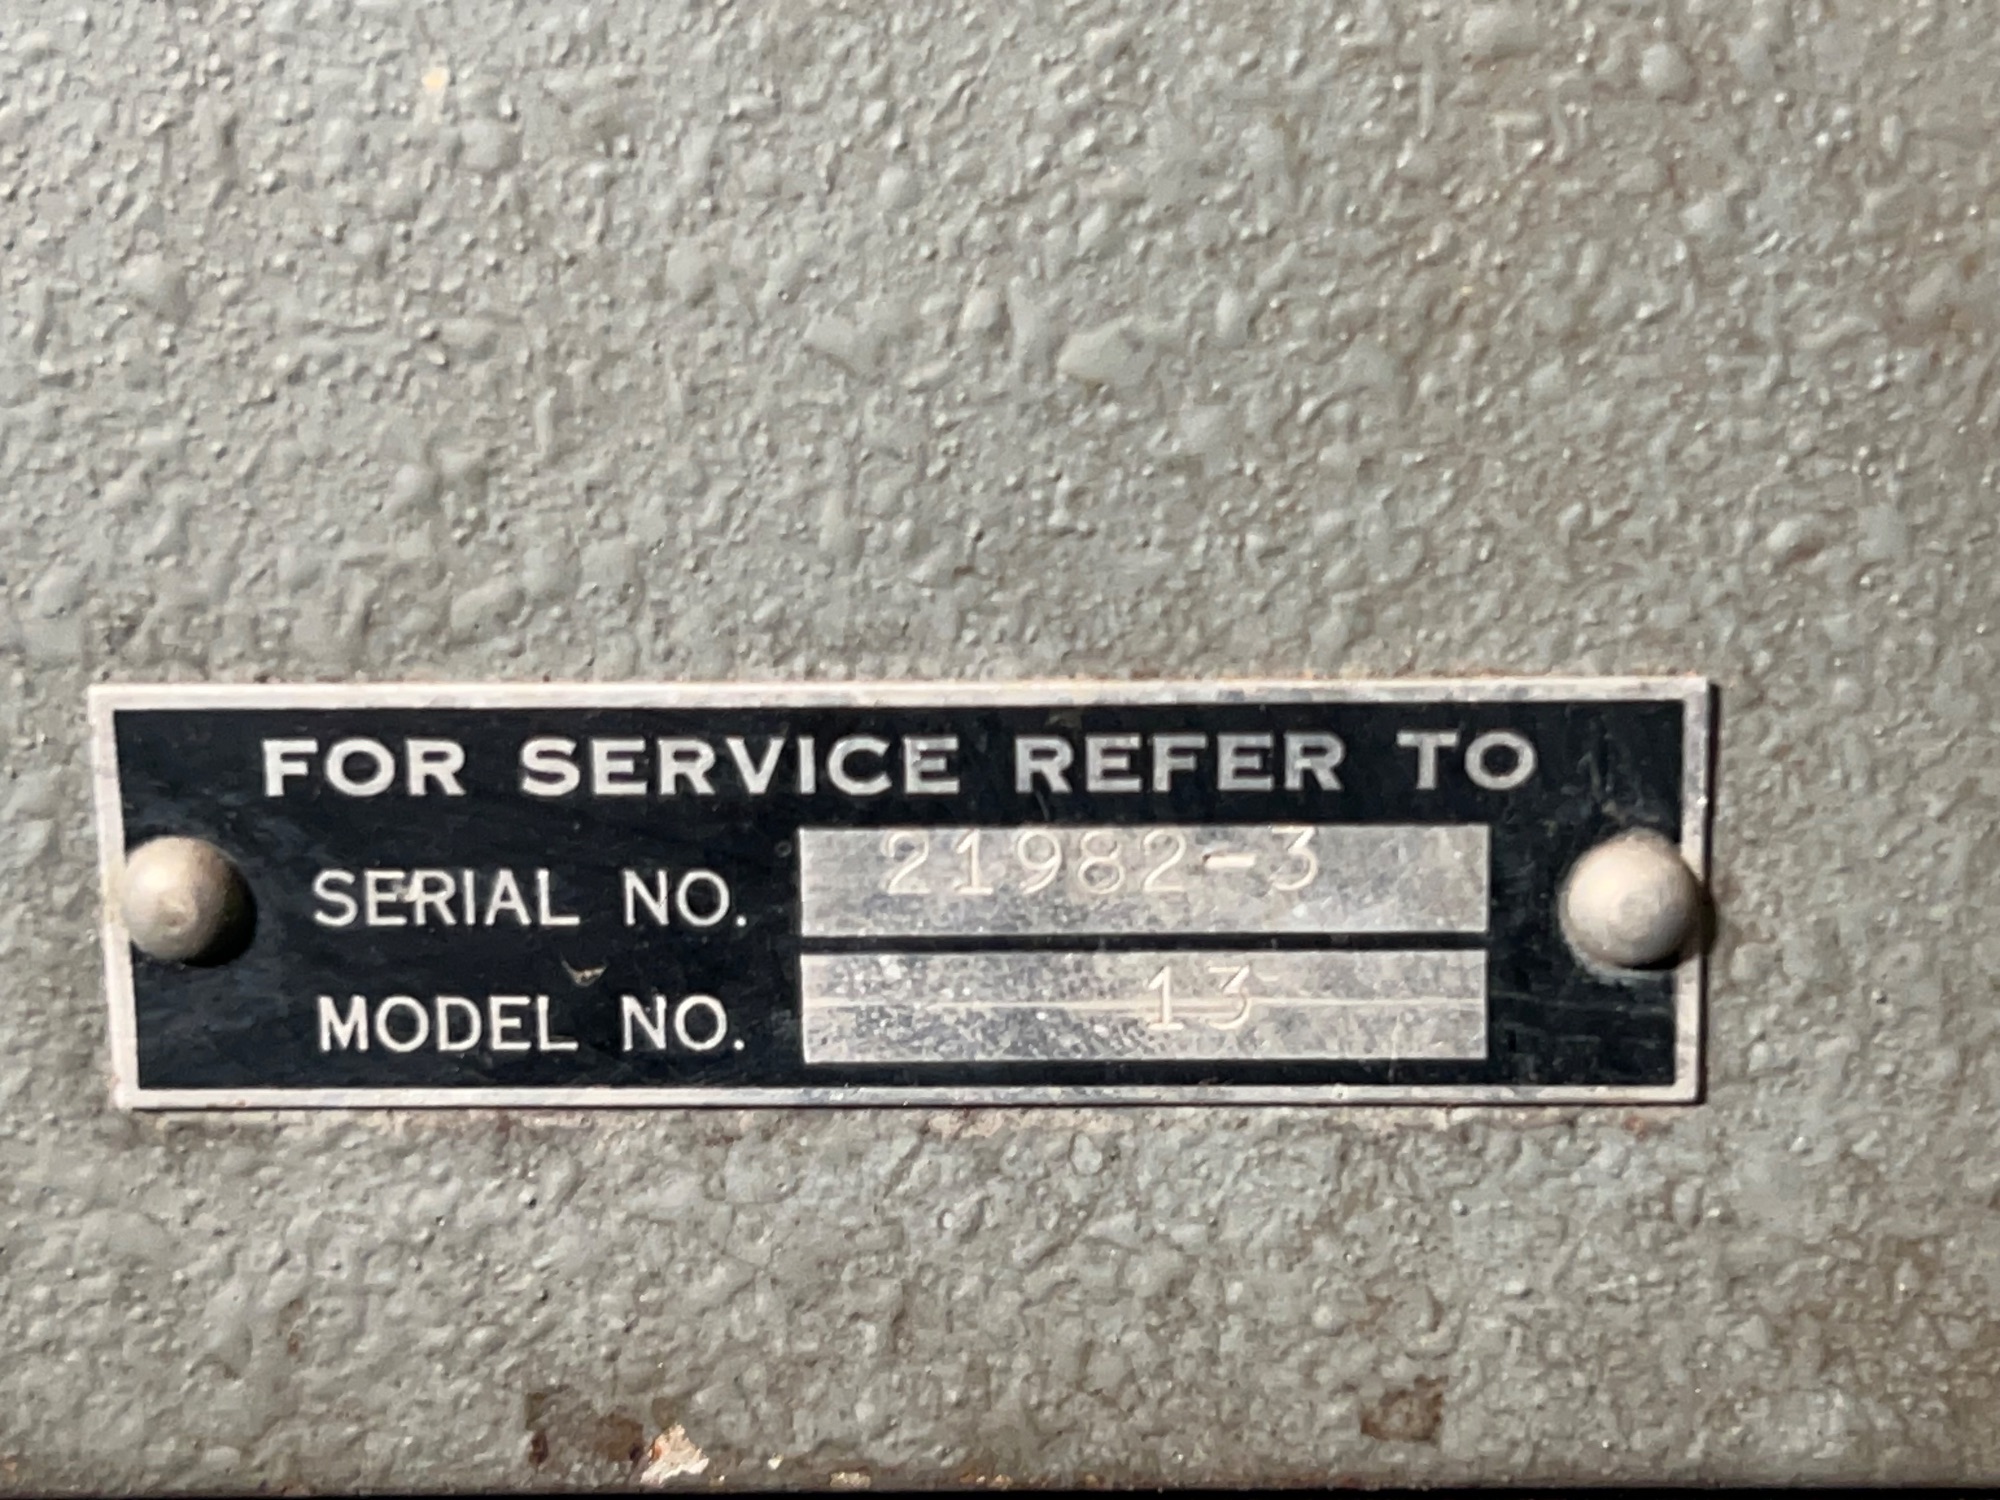 FOR SERVICE REFER TO
SERIAL NO. 21982-3
MODEL NO. 13